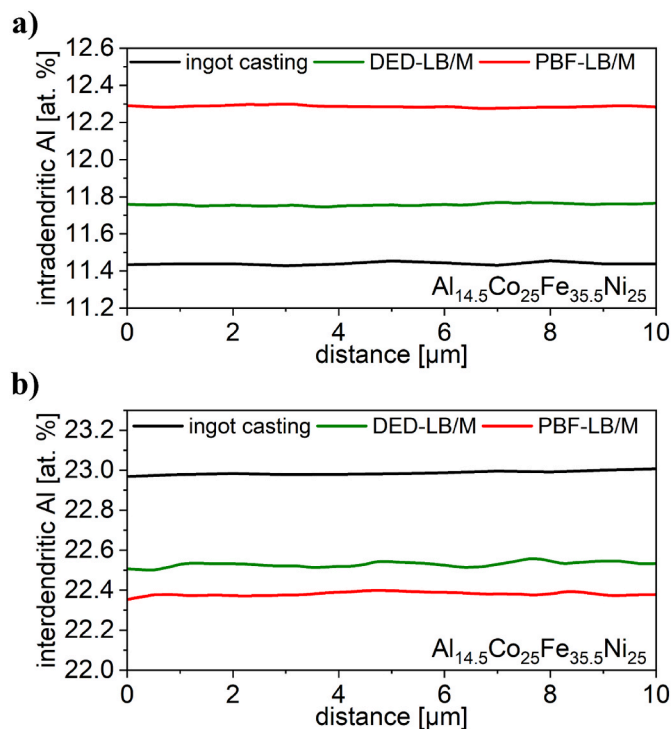 a)
intradendritic Al [at. %]
12.6
12.4
12.2
12.0
11.8
11.6
11.4
11.2
ingot casting DED-LB/M PBF-LB/M
Al₁₄.₅Co₂₅Fe₃₅.₅Ni₂₅
0 2 4 6 8 10
distance [µm]
b)
interdendritic Al [at. %]
23.2
23.0
22.8
22.6
22.4
22.2
22.0
ingot casting DED-LB/M PBF-LB/M
Al₁₄.₅Co₂₅Fe₃₅.₅Ni₂₅
0 2 4 6 8 10
distance [µm]